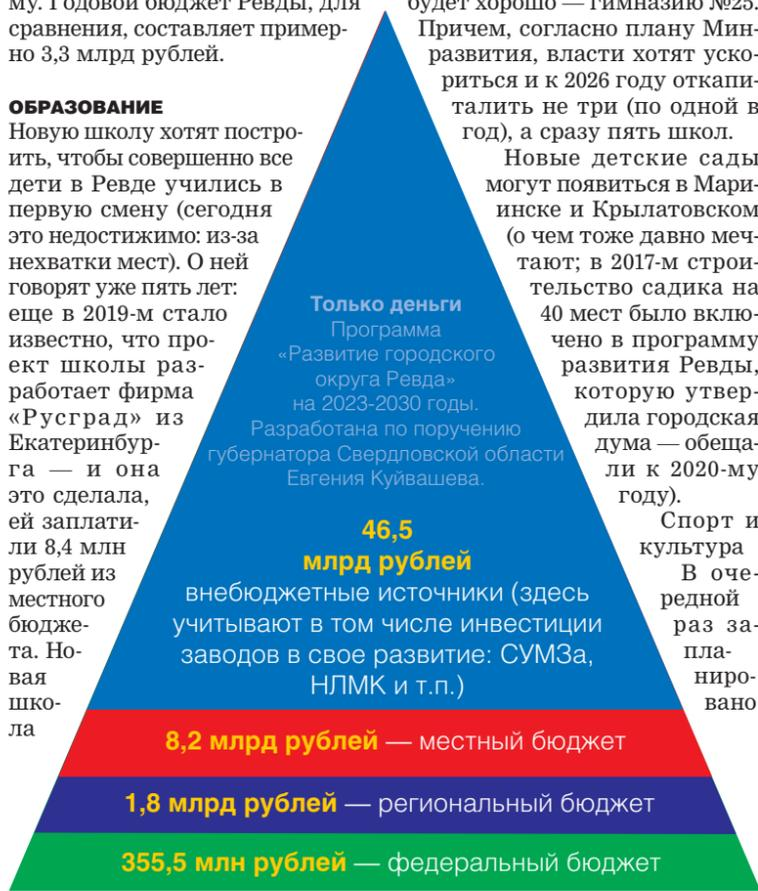 му. Годовой бюджет Ревды, для
сравнения, составляет пример-
но 3,3 млрд рублей.
ОБРАЗОВАНИЕ
Новую школу хотят постро-
ить, чтобы совершенно все
дети в Ревде учились в
первую смену (сегодня
это недостижимо: из-за
нехватки мест). О ней
говорят уже пять лет:
еще в 2019-м стало
известно, что про-
ект школы раз-
работает фирма
«Русград» из
Екатеринбур-
га — и она
это сделала,
ей заплати-
ли 8,4 млн
рублей из
местного
бюдже-
та. Но-
вая
шко-
ла
Только деньги
Программа
«Развитие городского
округа Ревда»
на 2023-2030 годы.
Разработана по поручению
губернатора Свердловской области
Евгения Куйвашева.
46,5
млрд рублей
внебюджетные источники (здесь
учитывают в том числе инвестиции
заводов в свое развитие: СУМЗа,
НЛМК и т.п.)
8,2 млрд рублей — местный бюджет
1,8 млрд рублей — региональный бюджет
355,5 млн рублей — федеральный бюджет
будет хорошо — гимназию №25.
Причем, согласно плану Мин-
развития, власти хотят уско-
риться и к 2026 году откапи-
талить не три (по одной в
год), а сразу пять школ.
Новые детские сады
могут появиться в Мари-
инске и Крылатовском
(о чем тоже давно меч-
тают; в 2017-м строи-
тельство садика на
40 мест было вклю-
чено в программу
развития Ревды,
которую утвер-
дила городская
дума — обеща-
ли к 2020-му
году).
Спорт и
культура
В оче-
редной
раз за-
пла-
ниро-
вано